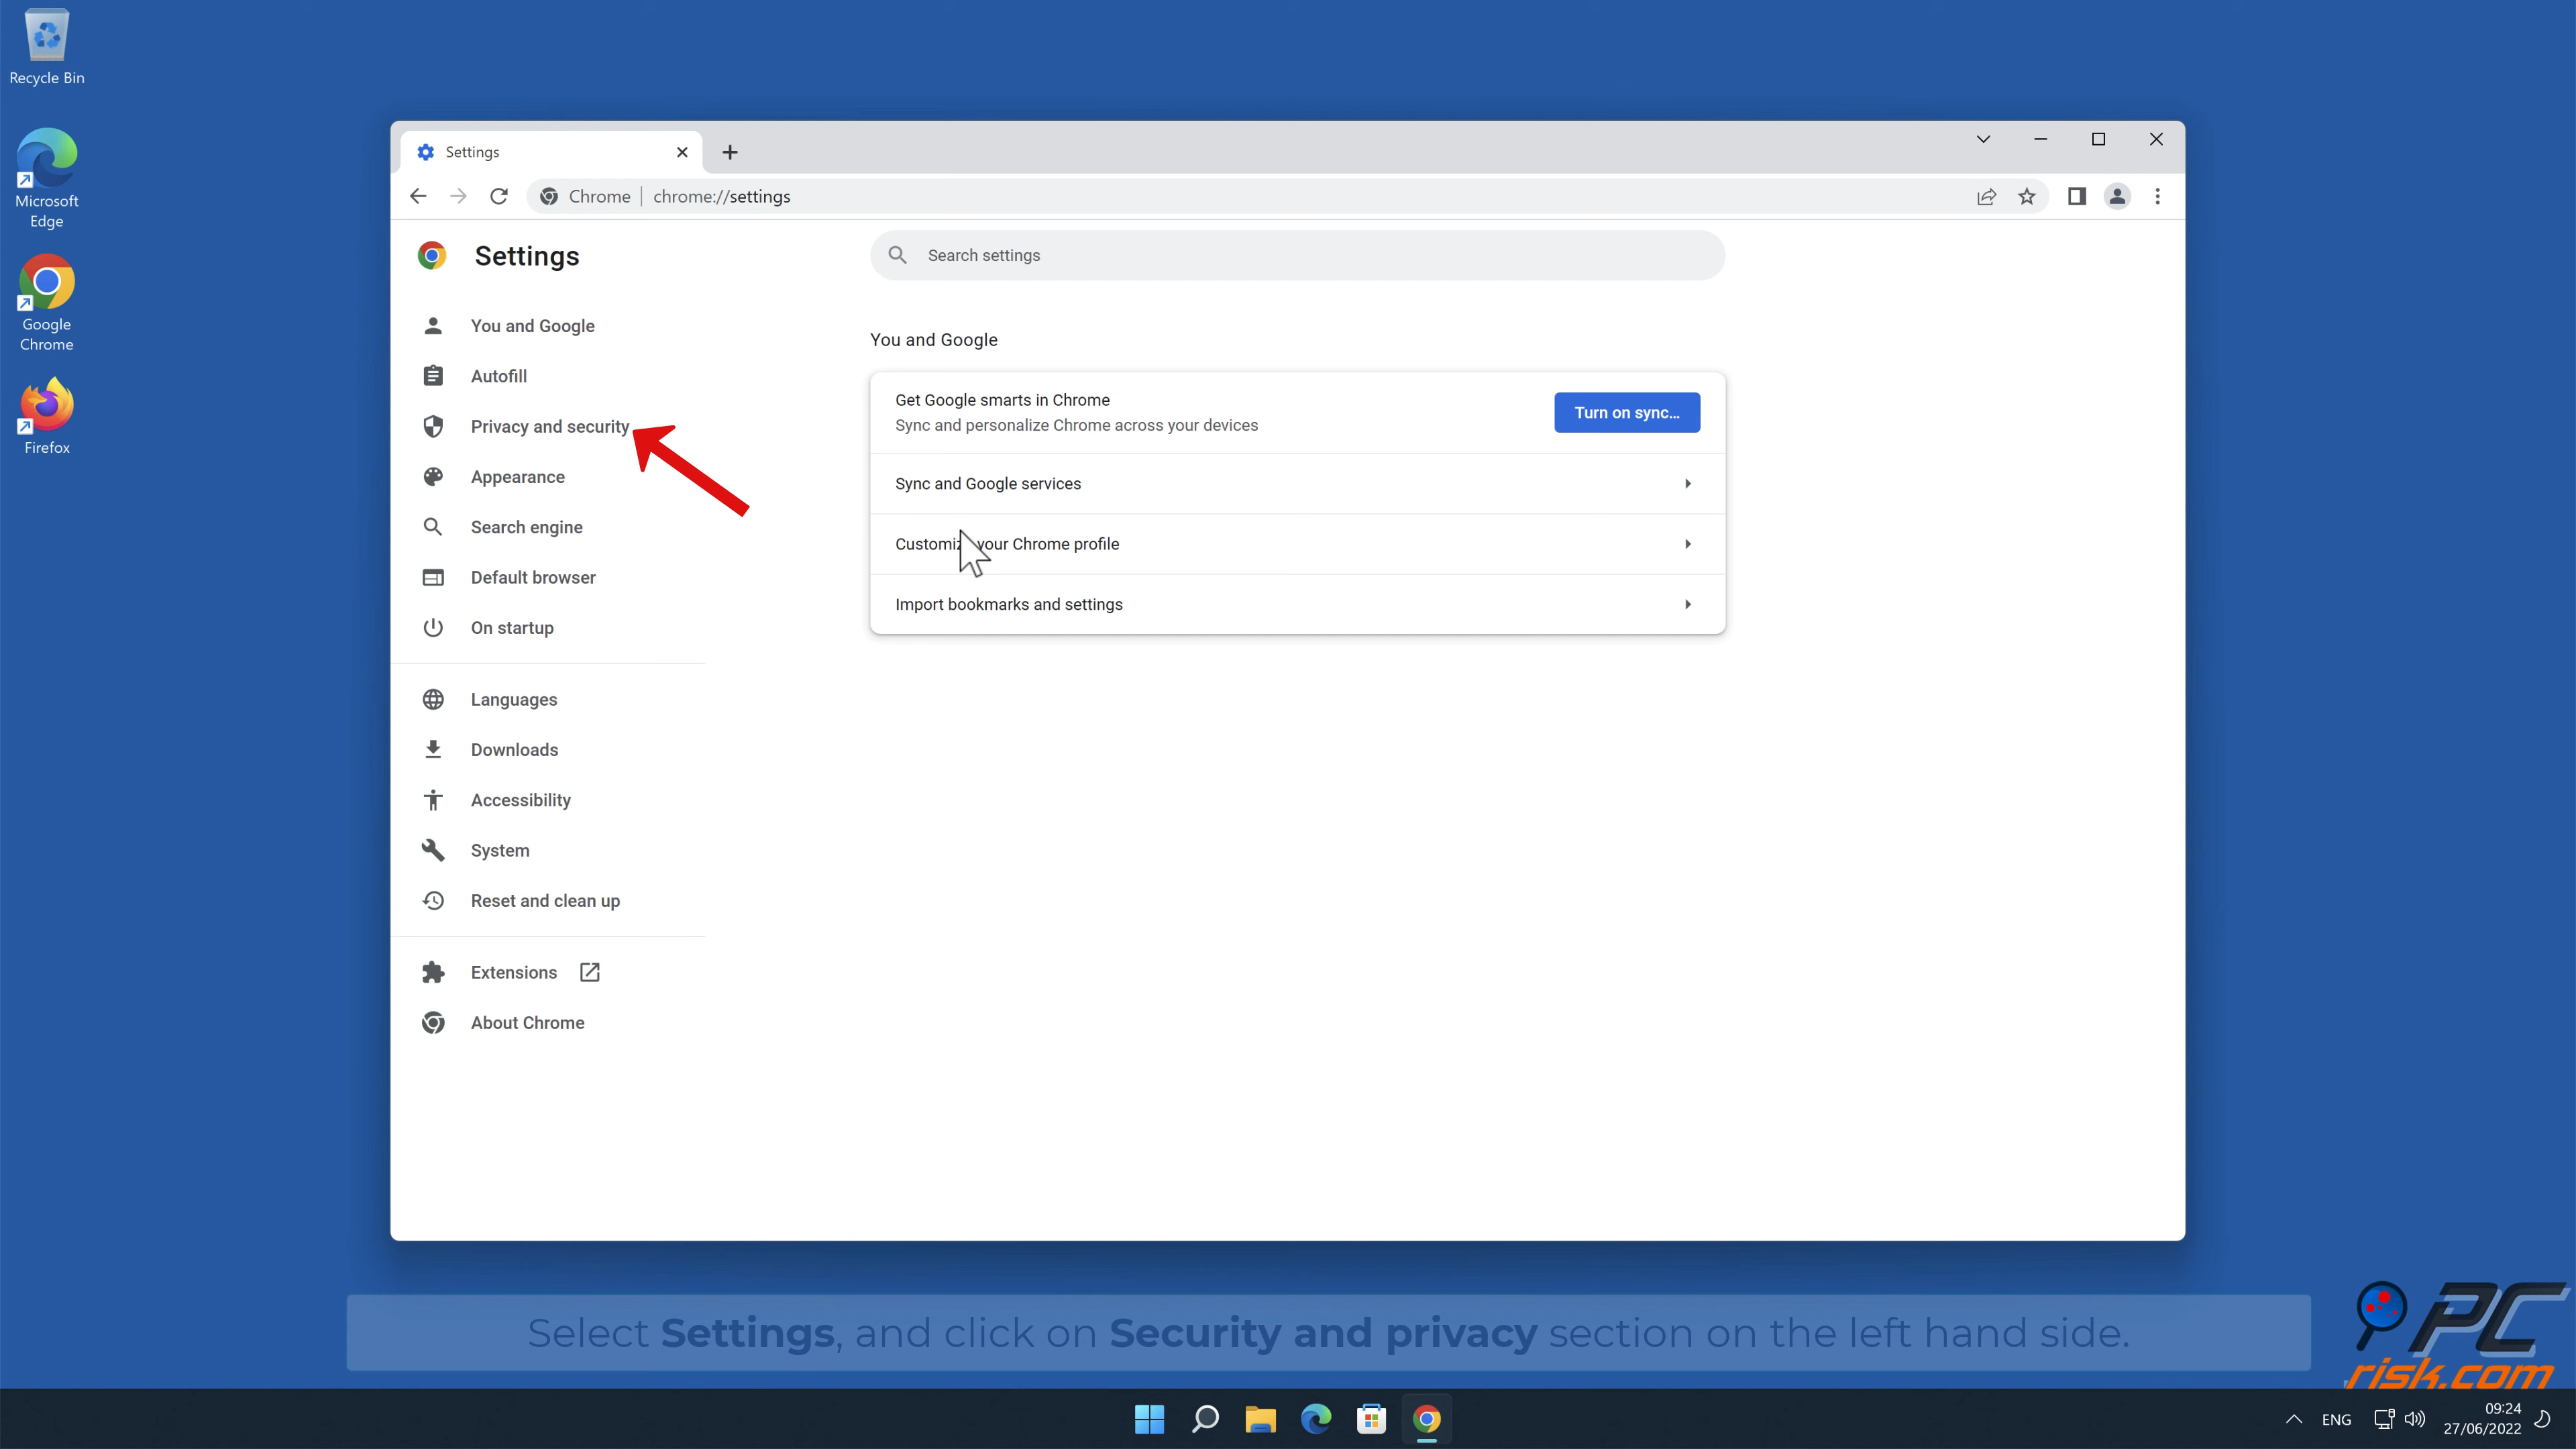 Recycle Bin
Microsoft
Edge
Google
Chrome
Firefox
Settings
Chrome
chrome://settings
Settings
Search settings
You and Google
Autofill
Privacy and security
Appearance
Search engine
Default browser
On startup
Languages
Downloads
Accessibility
System
Reset and clean up
Extensions
About Chrome
You and Google
Get Google smarts in Chrome
Sync and personalize Chrome across your devices
Turn on sync...
Sync and Google services
Customize your Chrome profile
Import bookmarks and settings
Select Settings, and click on Security and privacy section on the left hand side.
PC
risk.com
ENG
09:24
27/06/2022